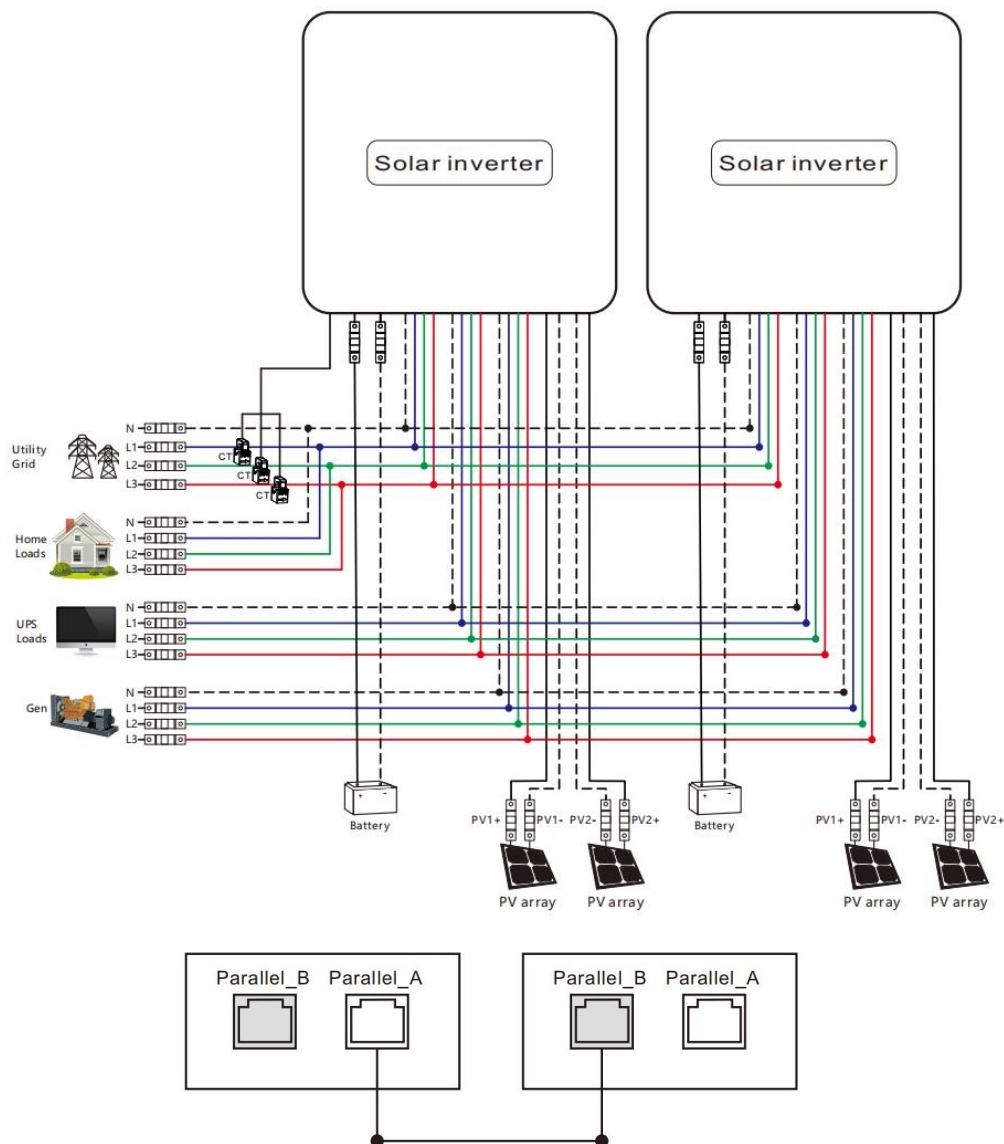 Solar inverter
Solar inverter
Utility
Grid
N
L1
L2
L3
CT
CT
CT
Home
Loads
N
L1
L2
L3
UPS
Loads
N
L1
L2
L3
Gen
N
L1
L2
L3
+ -
Battery
PV1+ PV1- PV2- PV2+
PV array PV array
+ -
Battery
PV1+ PV1- PV2- PV2+
PV array PV array
Parallel_B Parallel_A
Parallel_B Parallel_A